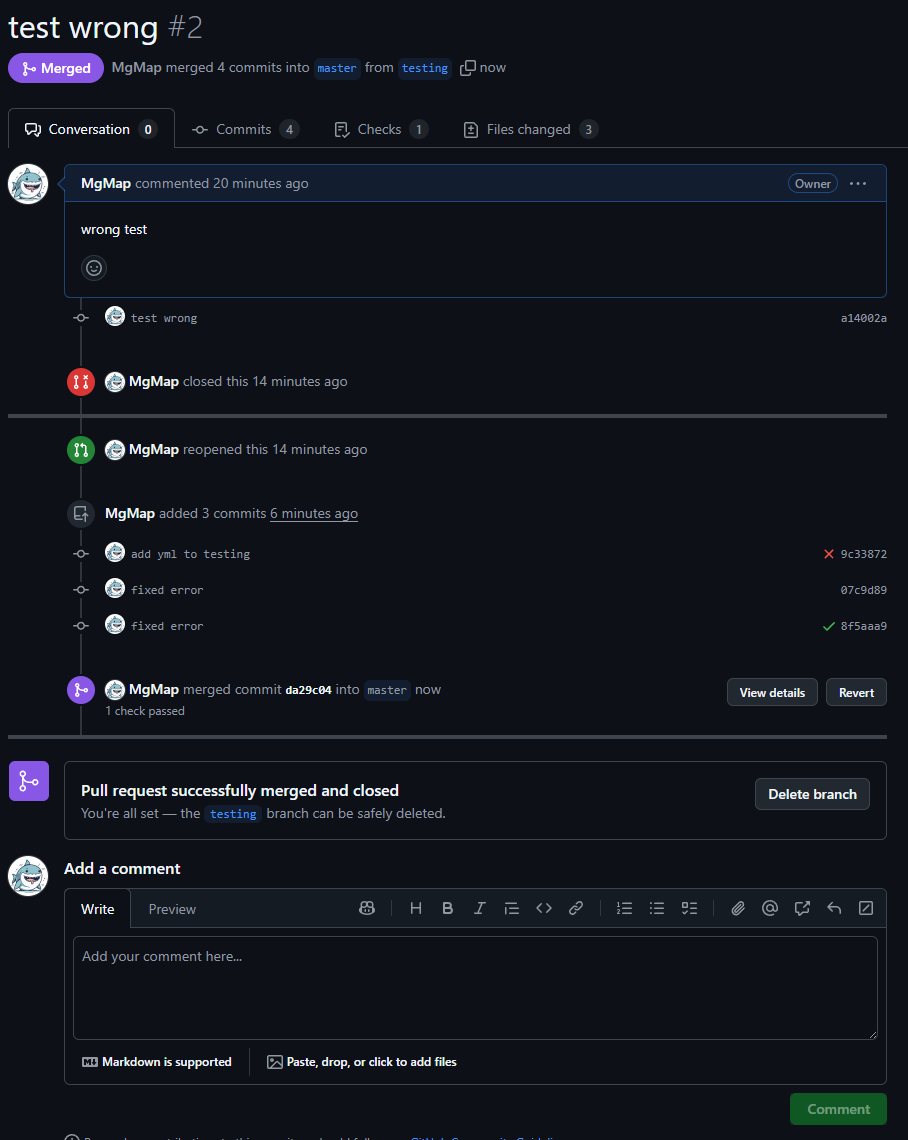 test wrong #2
Merged MgMap merged 4 commits into master from testing now
Conversation 0 Commits 4 Checks 1 Files changed 3
MgMap commented 20 minutes ago Owner ...
wrong test
test wrong a14002a
MgMap closed this 14 minutes ago
MgMap reopened this 14 minutes ago
MgMap added 3 commits 6 minutes ago
add yml to testing 9c33872
fixed error 07c9d89
fixed error 8f5aaa9
MgMap merged commit da29c04 into master now View details Revert
1 check passed
Pull request successfully merged and closed
You're all set — the testing branch can be safely deleted. Delete branch
Add a comment
Write Preview
Add your comment here...
Markdown is supported Paste, drop, or click to add files
Comment